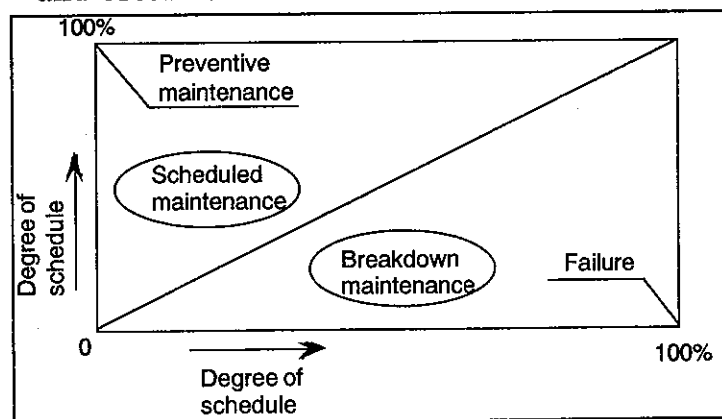 100%
Preventive
maintenance
Scheduled
maintenance
Degree of
schedule
Breakdown
maintenance
Failure
0
100%
Degree of
schedule